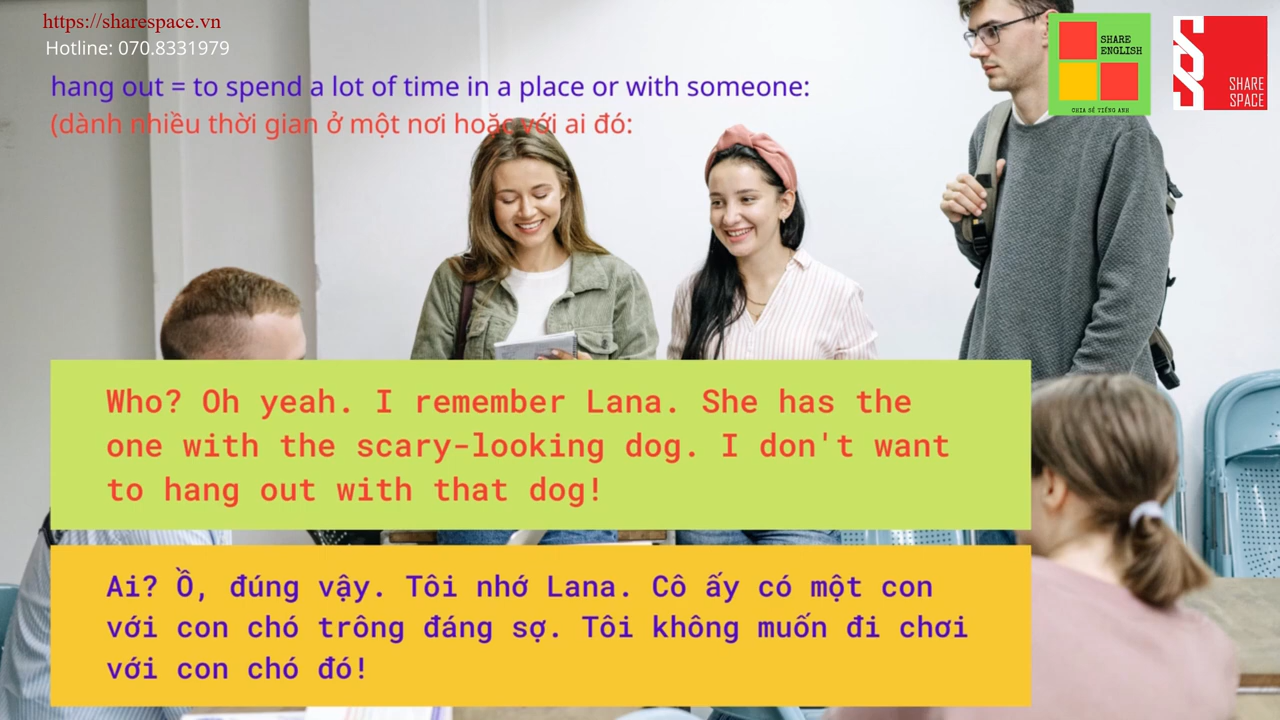 https://sharespace.vn
Hotline: 070.8331979
hang out = to spend a lot of time in a place or with someone:
(dành nhiều thời gian ở một nơi hoặc với ai đó:
SHARE
ENGLISH
CHIA SẺ TIẾNG ANH
SHARE
SPACE
Who? Oh yeah. I remember Lana. She has the
one with the scary-looking dog. I don't want
to hang out with that dog!
Ai? Ồ, đúng vậy. Tôi nhớ Lana. Cô ấy có một con
với con chó trông đáng sợ. Tôi không muốn đi chơi
với con chó đó!